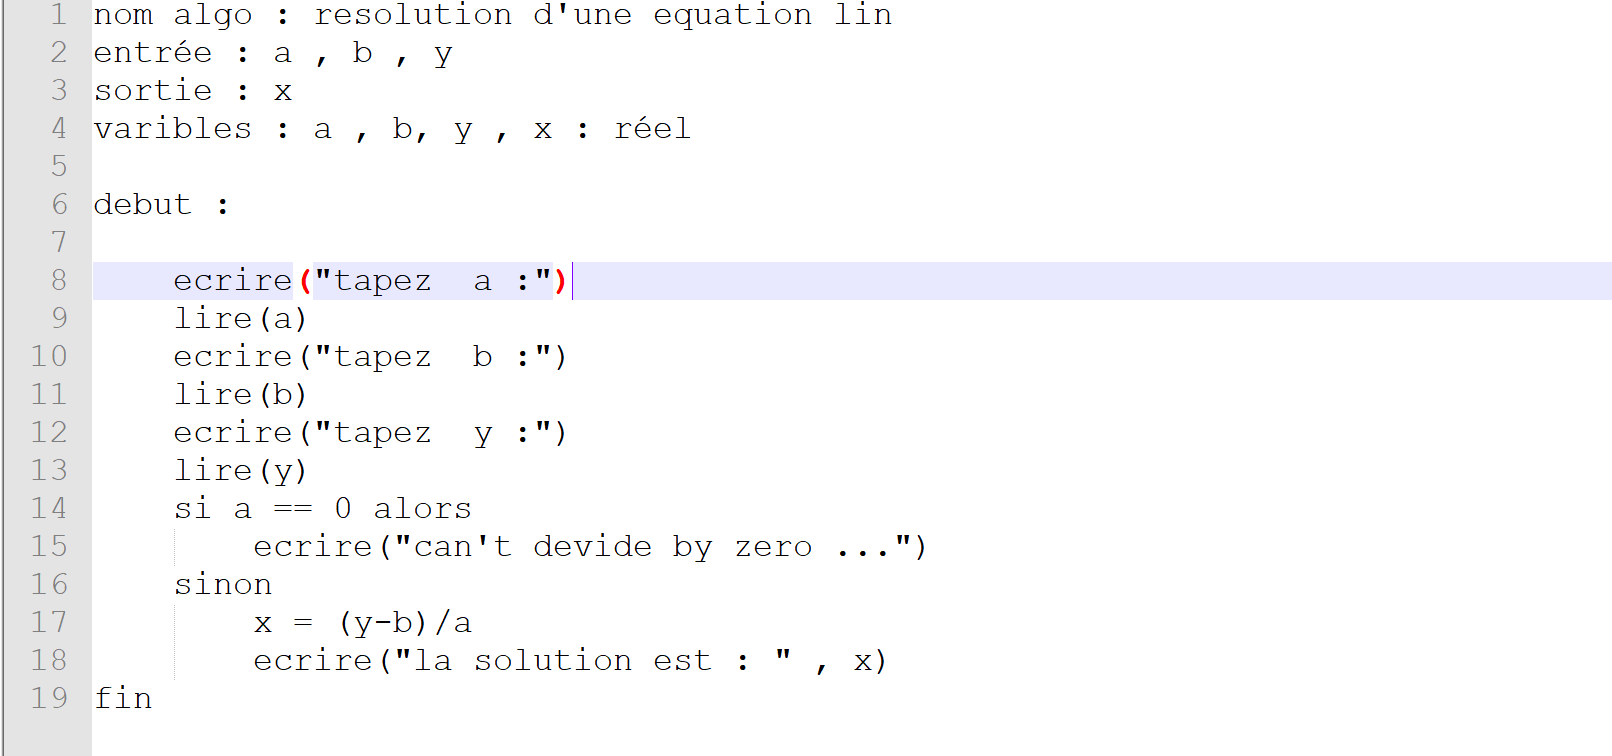 1 nom algo : resolution d'une equation lin
2 entrée : a , b , y
3 sortie : x
4 varibles : a , b, y , x : réel
5
6 debut :
7
8 ecrire("tapez  a :")
9 lire(a)
10 ecrire("tapez  b :")
11 lire(b)
12 ecrire("tapez  y :")
13 lire(y)
14 si a == 0 alors
15 ecrire("can't devide by zero ...")
16 sinon
17 x = (y-b)/a
18 ecrire("la solution est : " , x)
19 fin